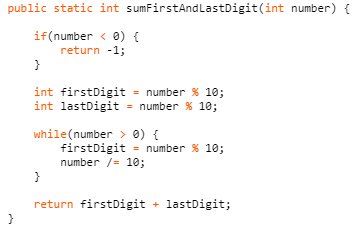 public static int sumFirstAndLastDigit(int number) {
if(number < 0) {
return -1;
}
int firstDigit = number % 10;
int lastDigit = number % 10;
while(number > 0) {
firstDigit = number % 10;
number /= 10;
}
return firstDigit + lastDigit;
}